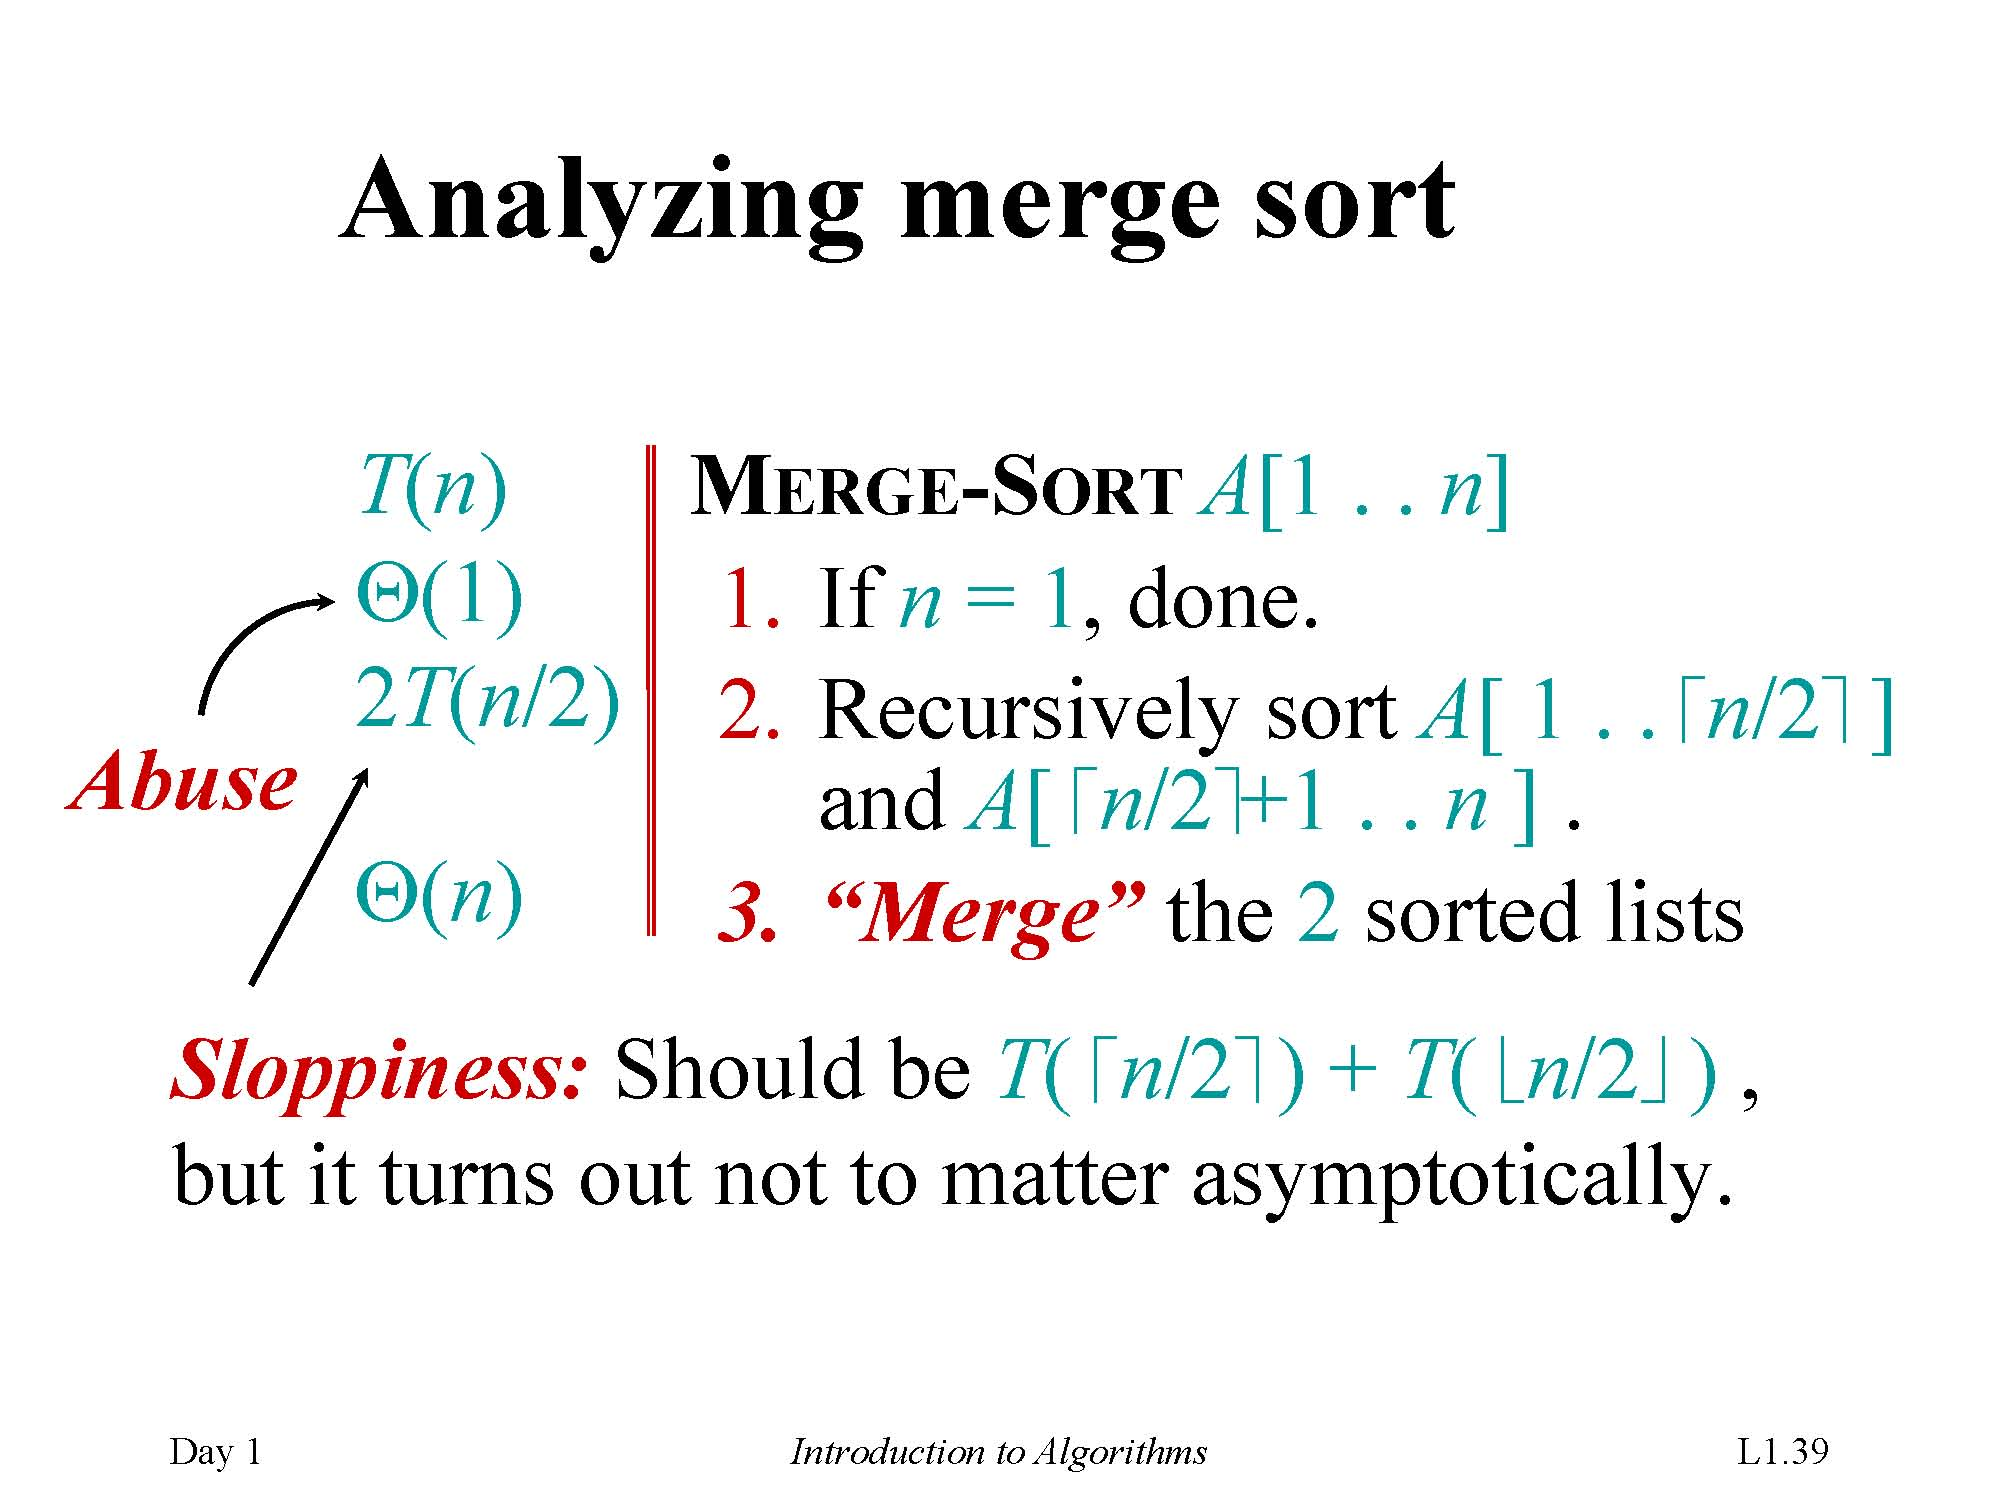 Analyzing merge sort
T(n) MERGE-SORT A[1 . . n]
Θ(1) 1. If n = 1, done.
2T(n/2) 2. Recursively sort A[ 1 . . ⌈n/2⌉ ]
Abuse and A[ ⌈n/2⌉+1 . . n ] .
Θ(n) 3. “Merge” the 2 sorted lists
Sloppiness: Should be T( ⌈n/2⌉ ) + T( ⌊n/2⌋ ) ,
but it turns out not to matter asymptotically.
Day 1 Introduction to Algorithms L1.39